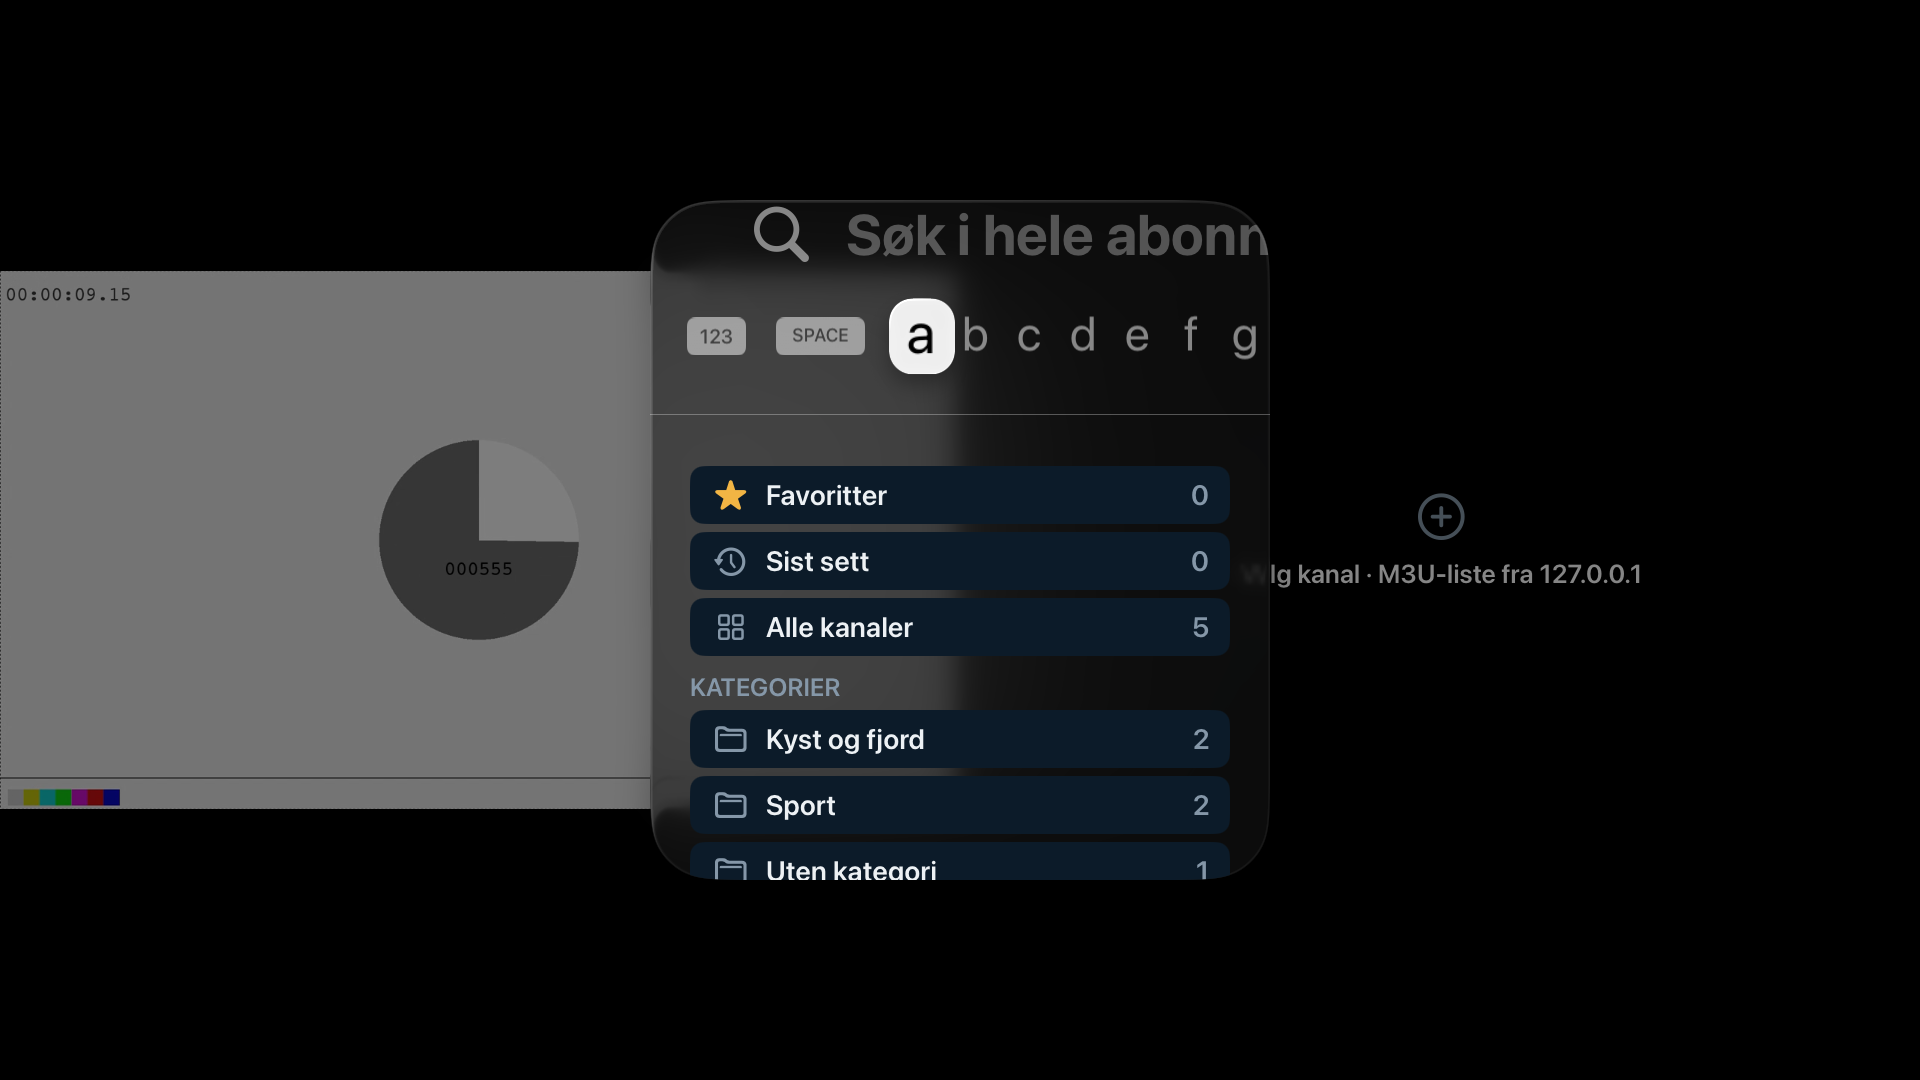 00:00:09.15
000555
Søk i hele abonn
123 SPACE a b c d e f g
Favoritter 0
Sist sett 0
Alle kanaler 5
KATEGORIER
Kyst og fjord 2
Sport 2
Uten kategori 1
lg kanal · M3U-liste fra 127.0.0.1